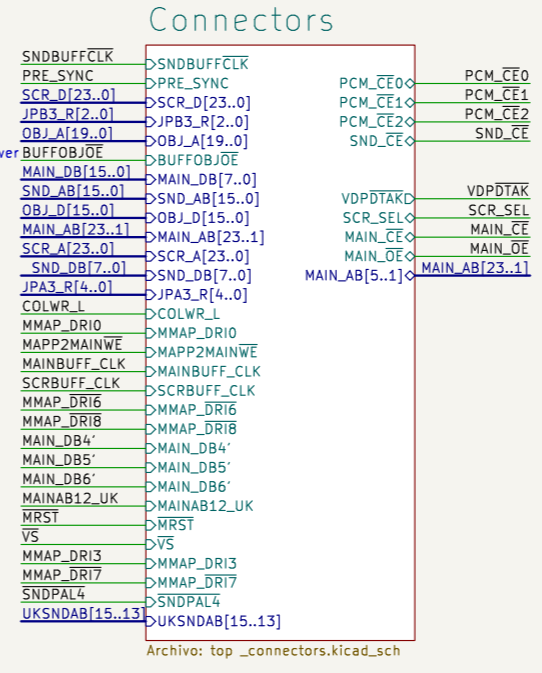 Connectors
SNDBUFFCLK SNDBUFFCLK
PRE_SYNC PRE_SYNC PCM_CE0 PCM_CE0
SCR_D[23..0] SCR_D[23..0] PCM_CE1 PCM_CE1
JPB3_R[2..0] JPB3_R[2..0] PCM_CE2 PCM_CE2
OBJ_A[19..0] OBJ_A[19..0] SND_CE SND_CE
ver BUFFOBJOE BUFFOBJOE
MAIN_DB[15..0] MAIN_DB[7..0]
SND_AB[15..0] SND_AB[15..0] VDPDTAK VDPDTAK
OBJ_D[15..0] OBJ_D[15..0] SCR_SEL SCR_SEL
MAIN_AB[23..1] MAIN_AB[23..1] MAIN_CE MAIN_CE
SCR_A[23..0] SCR_A[23..0] MAIN_OE MAIN_OE
SND_DB[7..0] SND_DB[7..0] MAIN_AB[5..1] MAIN_AB[23..1]
JPA3_R[4..0] JPA3_R[4..0]
COLWR_L COLWR_L
MMAP_DRI0 MMAP_DRI0
MAPP2MAINWE MAPP2MAINWE
MAINBUFF_CLK MAINBUFF_CLK
SCRBUFF_CLK SCRBUFF_CLK
MMAP_DRI6 MMAP_DRI6
MMAP_DRI8 MMAP_DRI8
MAIN_DB4' MAIN_DB4'
MAIN_DB5' MAIN_DB5'
MAIN_DB6' MAIN_DB6'
MAINAB12_UK MAINAB12_UK
MRST MRST
VS VS
MMAP_DRI3 MMAP_DRI3
MMAP_DRI7 MMAP_DRI7
SNDPAL4 SNDPAL4
UKSNDAB[15..13] UKSNDAB[15..13]
Archivo: top _connectors.kicad_sch